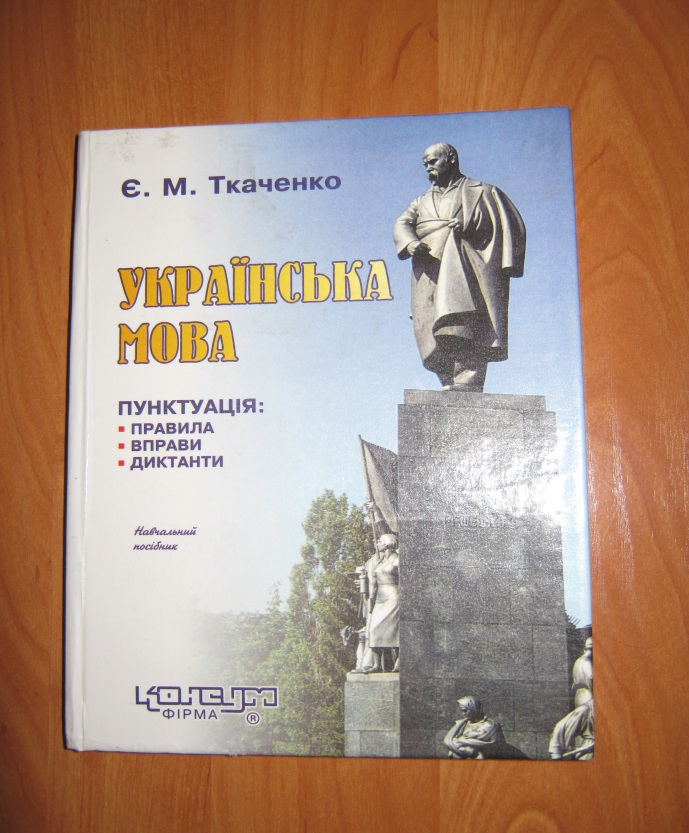 Є. М. Ткаченко
УКРАЇНСЬКА
МОВА
ПУНКТУАЦІЯ:
ПРАВИЛА
ВПРАВИ
ДИКТАНТИ
Навчальний
посібник
КОНСУМ
ФІРМА ®